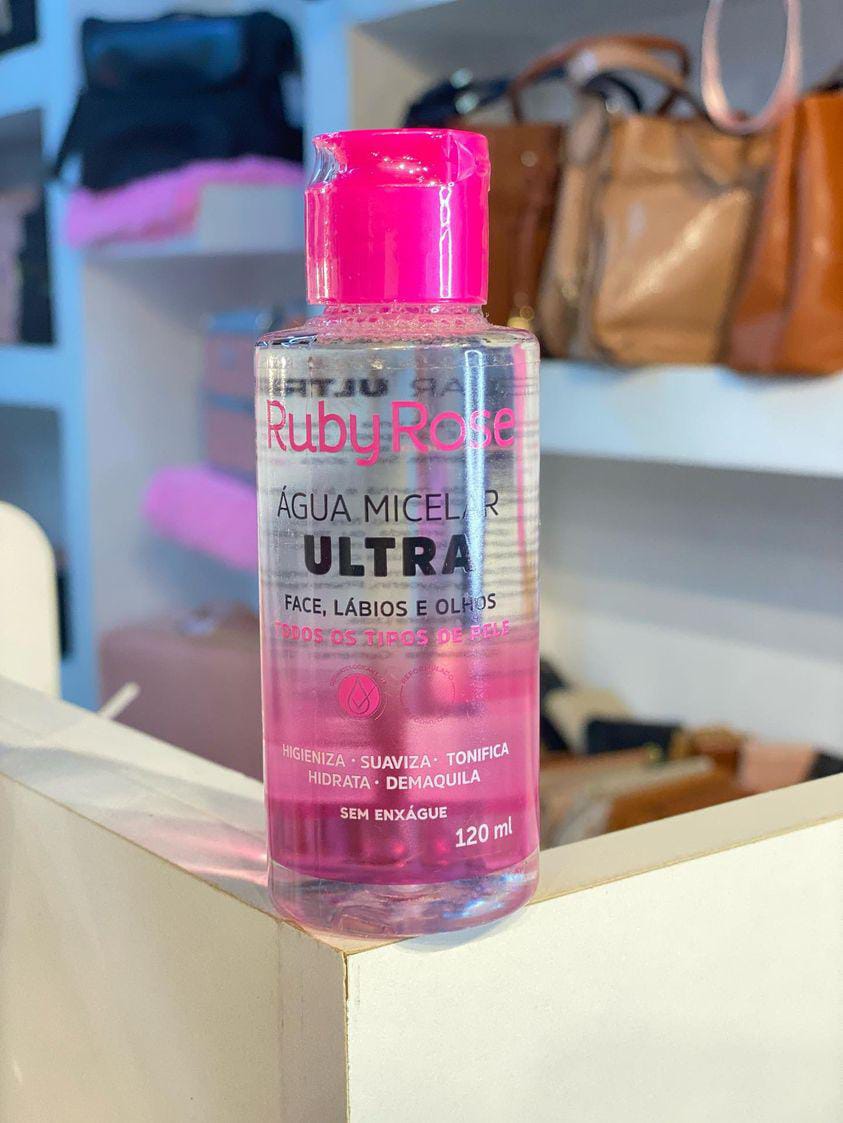 Ruby Rose
ÁGUA MICELAR
ULTRA
FACE, LÁBIOS E OLHOS
TODOS OS TIPOS DE PELE
HIGIENIZA · SUAVIZA · TONIFICA
HIDRATA · DEMAQUILA
SEM ENXÁGUE
120 ml